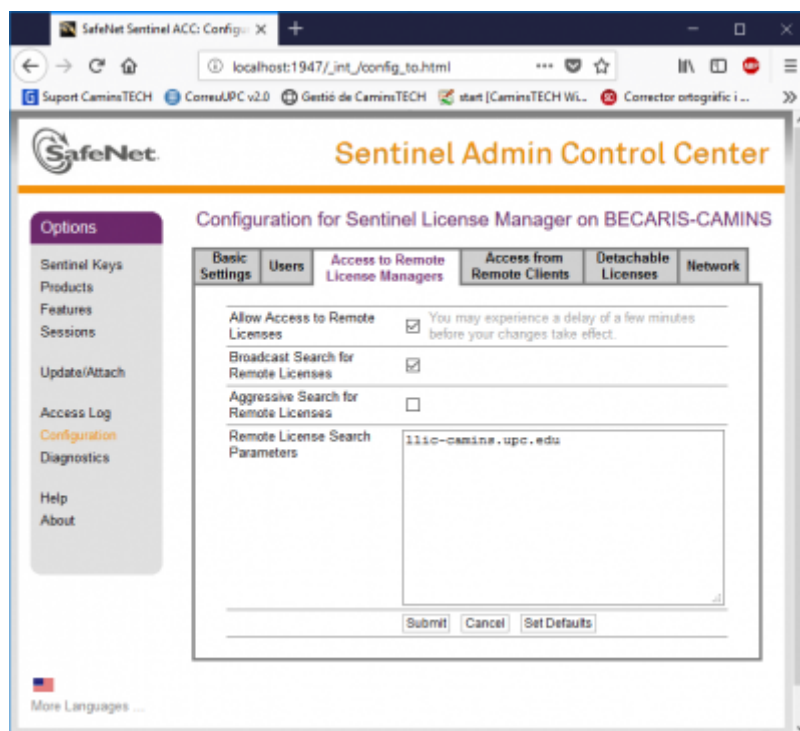 SafeNet Sentinel ACC: Configu
localhost:1947/_int_/config_to.html
Suport CaminsTECH CorreuUPC v2.0 Gestió de CaminsTECH start [CaminsTECH Wi... Corrector ortogràfic i ...
SafeNet.
Sentinel Admin Control Center
Options
Sentinel Keys
Products
Features
Sessions
Update/Attach
Access Log
Configuration
Diagnostics
Help
About
Configuration for Sentinel License Manager on BECARIS-CAMINS
Basic Settings
Users
Access to Remote License Managers
Access from Remote Clients
Detachable Licenses
Network
Allow Access to Remote Licenses
You may experience a delay of a few minutes
before your changes take effect.
Broadcast Search for
Remote Licenses
Aggressive Search for
Remote Licenses
Remote License Search
Parameters
llic-camins.upc.edu
Submit Cancel Set Defaults
More Languages ...